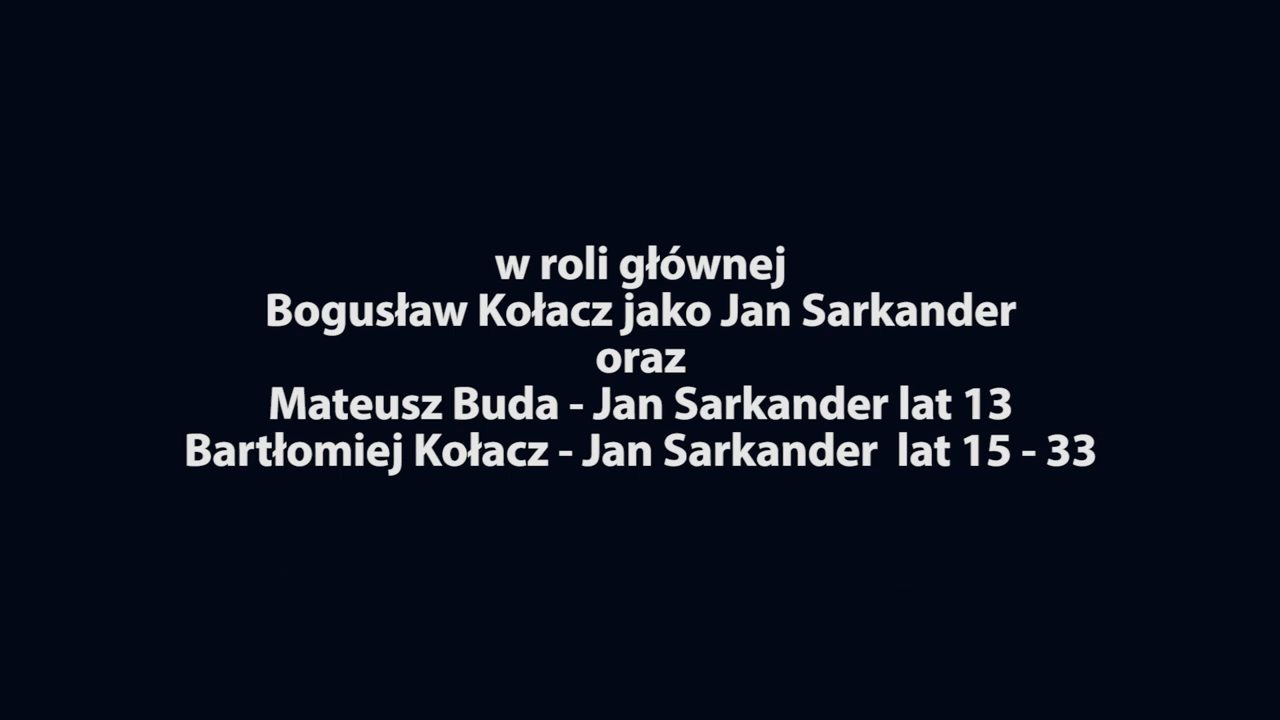 w roli głównej
Bogusław Kołacz jako Jan Sarkander
oraz
Mateusz Buda - Jan Sarkander lat 13
Bartłomiej Kołacz - Jan Sarkander  lat 15 - 33